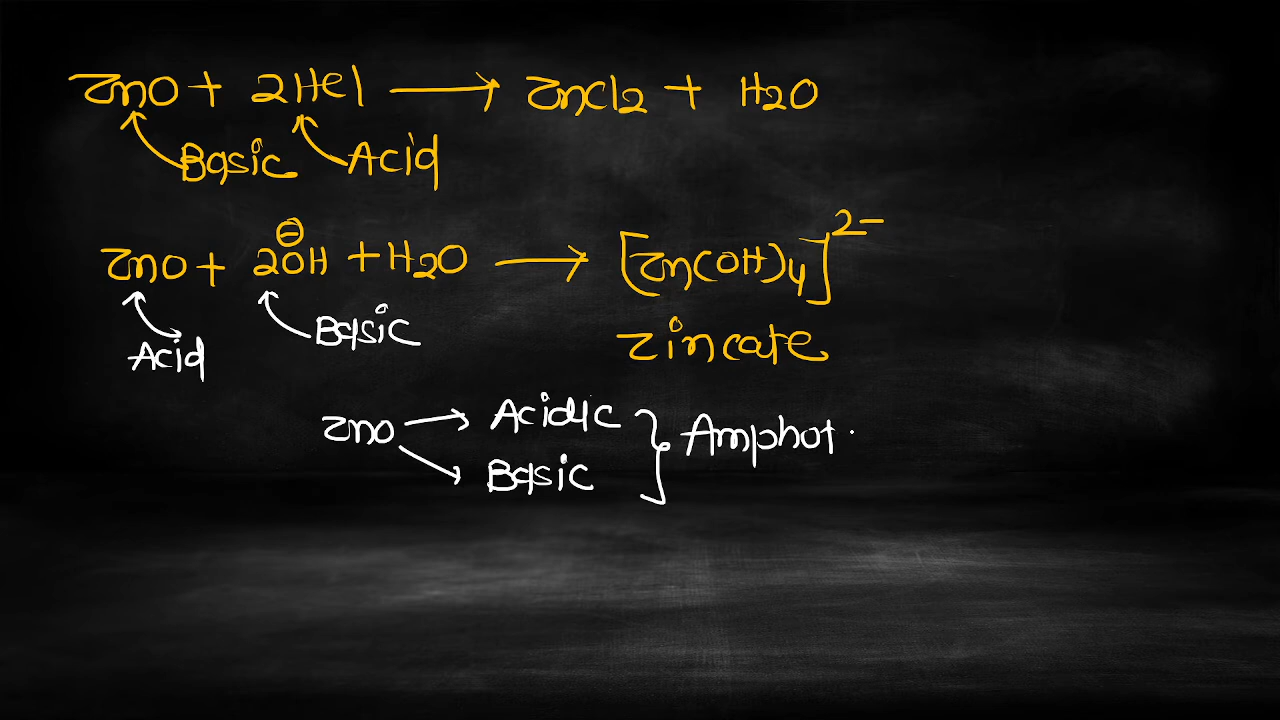 ZnO + 2HCl ⟶ ZnCl2 + H2O
Basic Acid
ZnO + 2OH⊖ + H2O ⟶ [Zn(OH)4]2−
Acid Basic zincate
ZnO → Acidic } Amphot
→ Basic